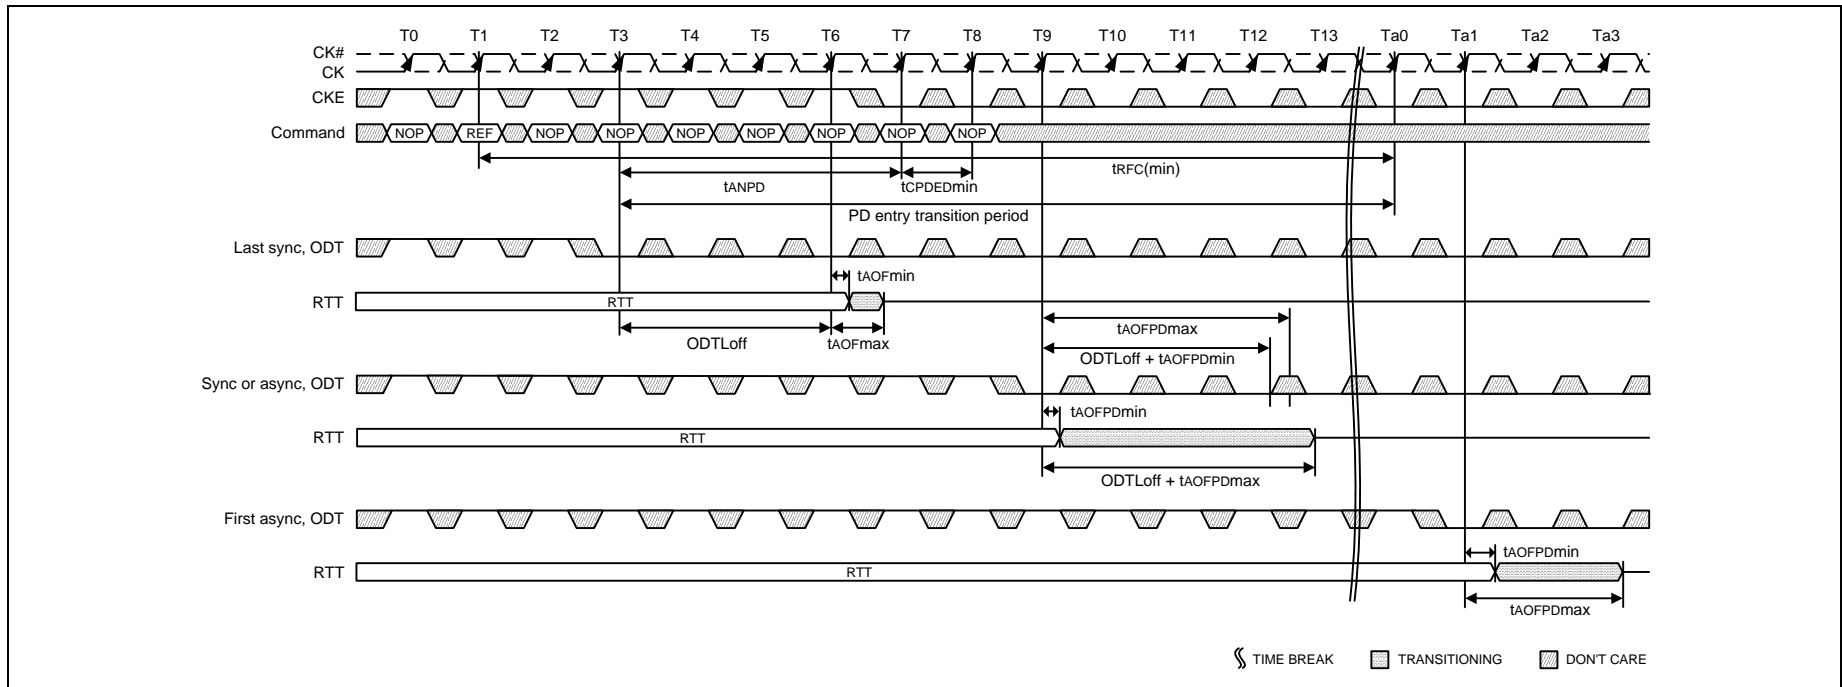 T0 T1 T2 T3 T4 T5 T6 T7 T8 T9 T10 T11 T12 T13 Ta0 Ta1 Ta2 Ta3
CK#
CK
CKE
Command NOP REF NOP NOP NOP NOP NOP NOP NOP
tRFC(min)
tANPD tCPDEDmin
PD entry transition period
Last sync, ODT
tAOFmin
RTT RTT
tAOFPDmax
ODTLoff tAOFmax
ODTLoff + tAOFPDmin
Sync or async, ODT
tAOFPDmin
RTT RTT
ODTLoff + tAOFPDmax
First async, ODT
tAOFPDmin
RTT RTT
tAOFPDmax
TIME BREAK TRANSITIONING DON'T CARE